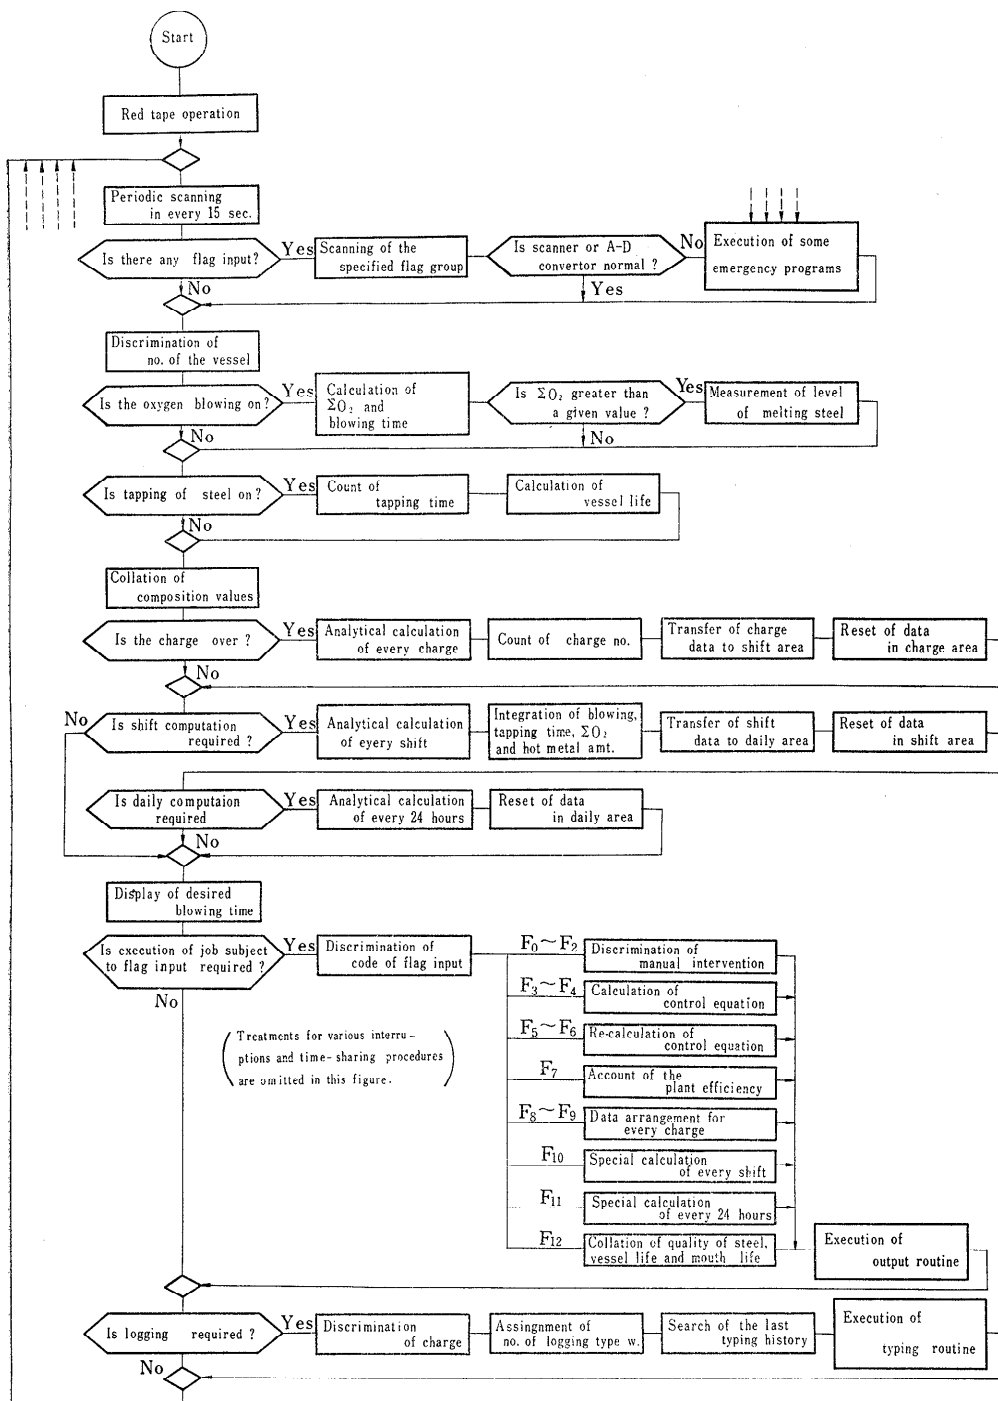 Start
Red tape operation
Periodic scanning
in every 15 sec.
Is there any flag input?
Yes
Scanning of the
specified flag group
Is scanner or A-D
convertor normal ?
No
Execution of some
emergency programs
No
Yes
Discrimination of
no. of the vessel
Is the oxygen blowing on?
Yes
Calculation of
ΣO₂ and
blowing time
Is ΣO₂ greater than
a given value ?
Yes
Measurement of level
of melting steel
No
No
Is tapping of steel on?
Yes
Count of
tapping time
Calculation of
vessel life
No
Collation of
composition values
Is the charge over ?
Yes
Analytical calculation
of every charge
Count of charge no.
Transfer of charge
data to shift area
Reset of data
in charge area
No
No
Is shift computation
required ?
Yes
Analytical calculation
of eyery shift
Integration of blowing,
tapping time, ΣO₂
and hot metal amt.
Transfer of shift
data to daily area
Reset of data
in shift area
Is daily computaion
required
Yes
Analytical calculation
of every 24 hours
Reset of data
in daily area
No
Display of desired
blowing time
Is execution of job subject
to flag input required ?
Yes
Discrimination of
code of flag input
No
F₀~F₂
Discrimination of
manual intervention
F₃~F₄
Calculation of
control equation
F₅~F₆
Re-calculation of
control equation
F₇
Account of the
plant efficiency
F₈~F₉
Data arrangement for
every charge
F₁₀
Special calculation
of every shift
F₁₁
Special calculation
of every 24 hours
F₁₂
Collation of quality of steel,
vessel life and mouth life
(Treatments for various interru-
ptions and time-sharing procedures
are omitted in this figure.)
Execution of
output routine
Is logging required ?
Yes
Discrimination
of charge
Assingnment of
no. of logging type w.
Search of the last
typing history
Execution of
typing routine
No